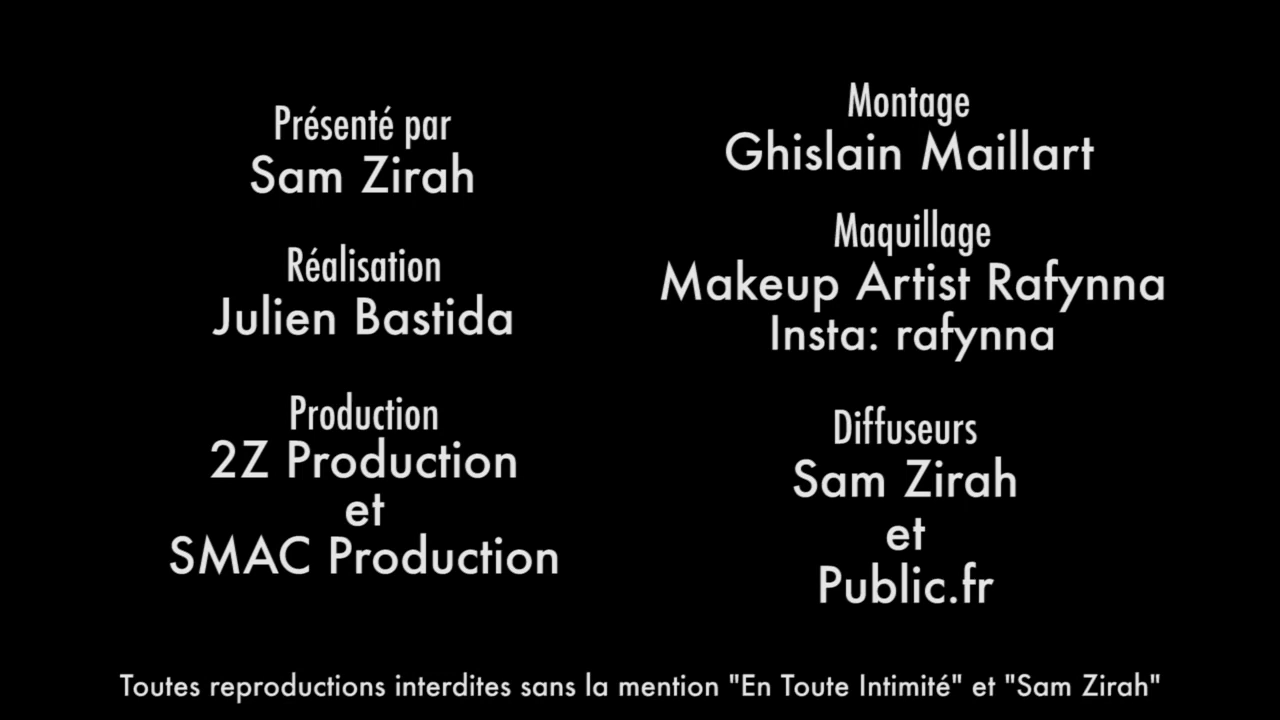 Présenté par
Sam Zirah
Réalisation
Julien Bastida
Production
2Z Production
et
SMAC Production
Montage
Ghislain Maillart
Maquillage
Makeup Artist Rafynna
Insta: rafynna
Diffuseurs
Sam Zirah
et
Public.fr
Toutes reproductions interdites sans la mention "En Toute Intimité" et "Sam Zirah"